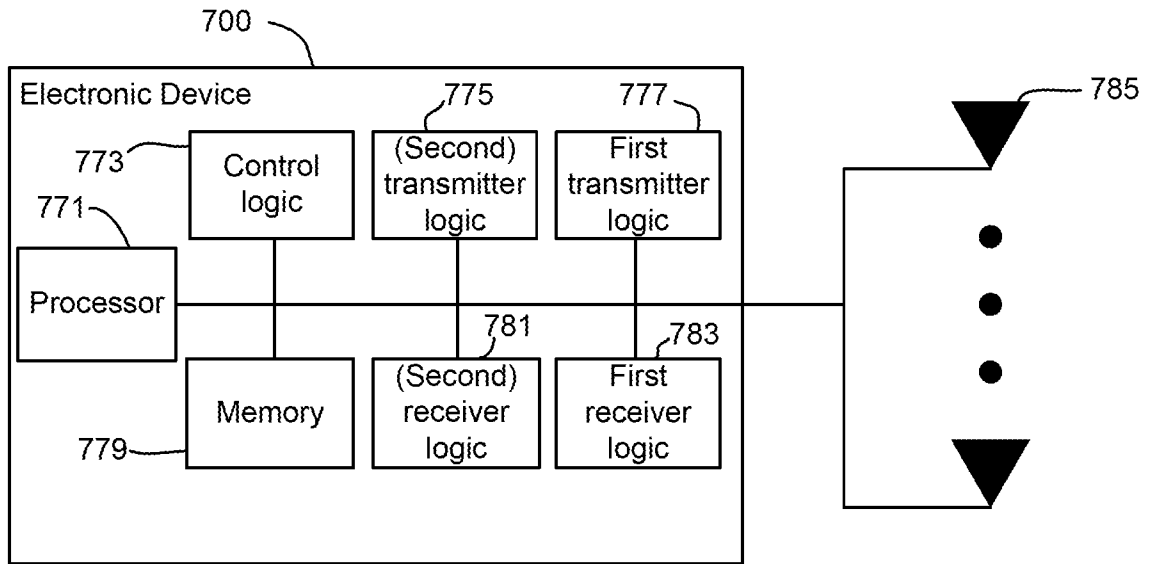 700
Electronic Device
775
777
785
773
Control
logic
(Second)
transmitter
logic
First
transmitter
logic
771
Processor
781
783
Memory
(Second)
receiver
logic
First
receiver
logic
779